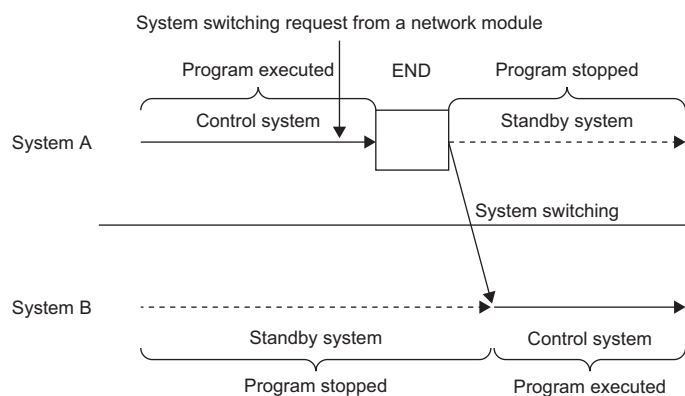 System switching request from a network module
Program executed
END
Program stopped
Control system
Standby system
System A
System switching
System B
Standby system
Control system
Program stopped
Program executed